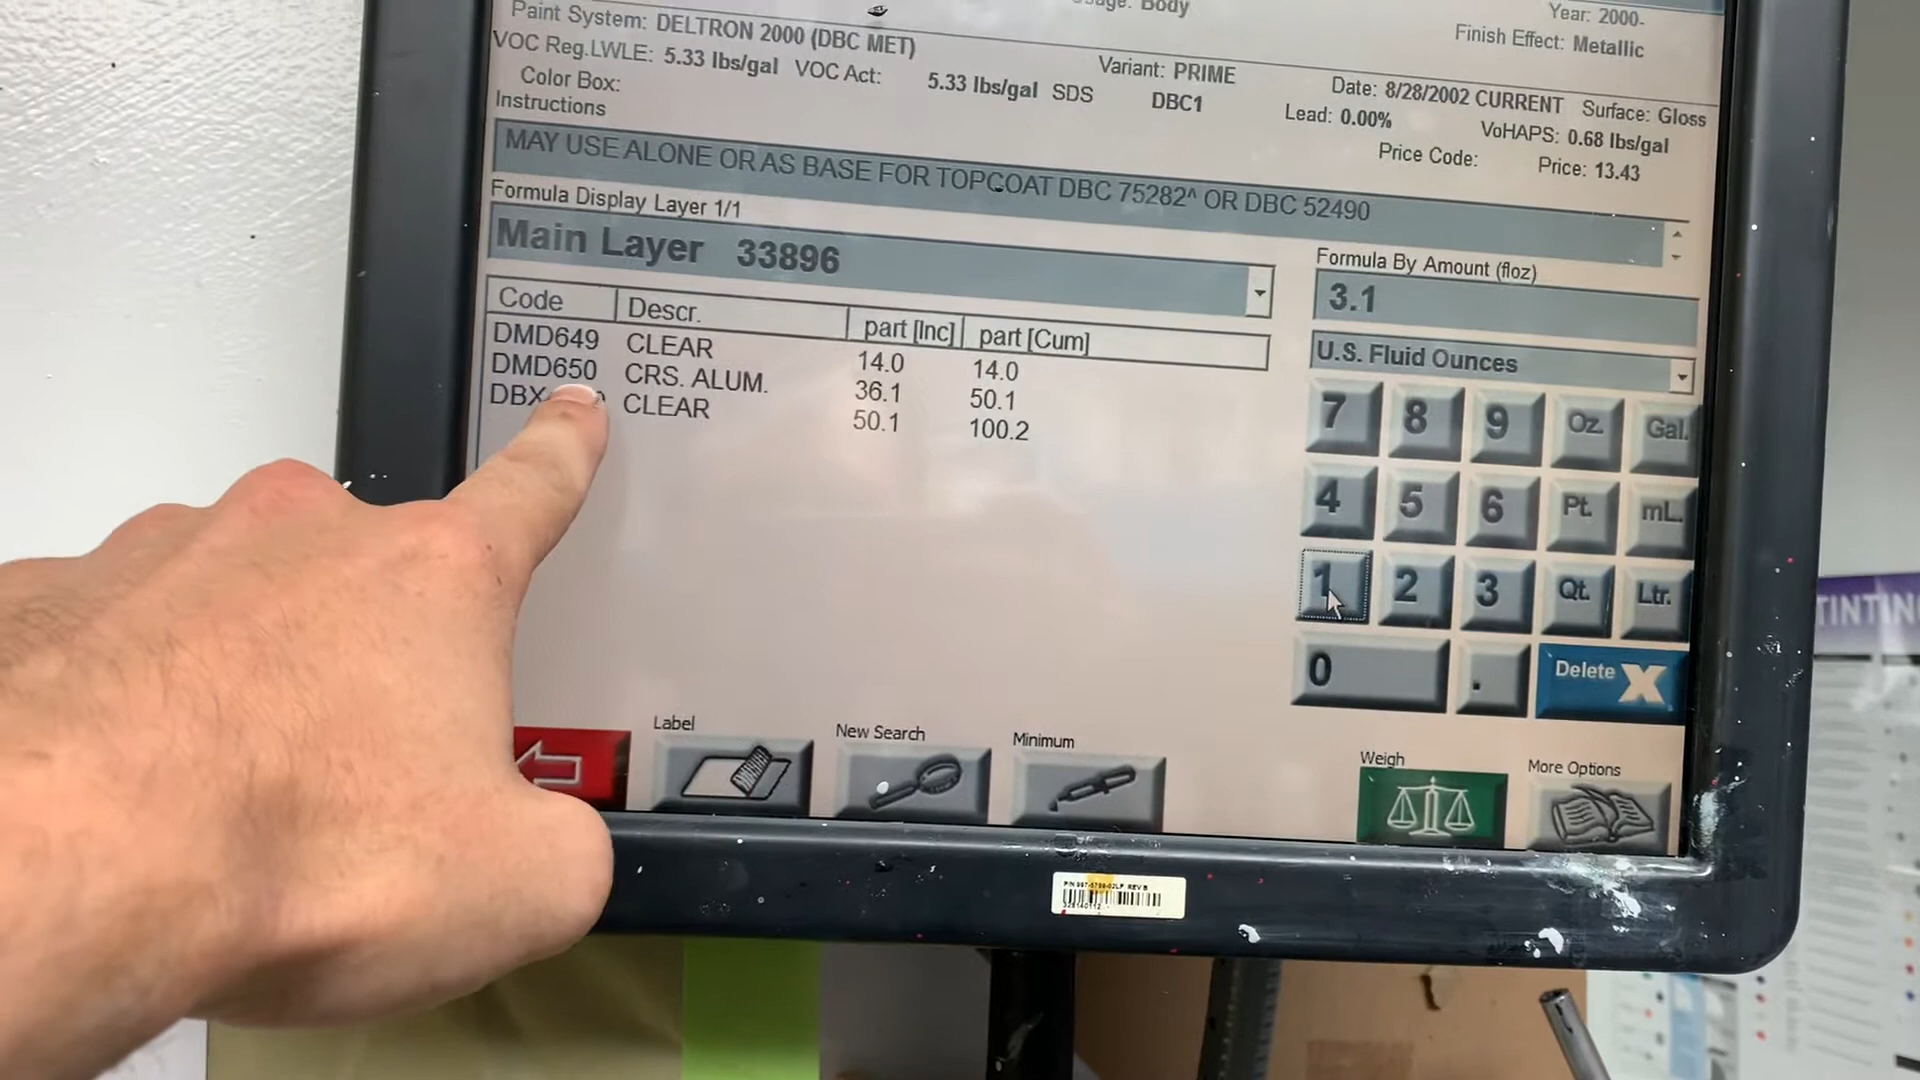 Usage: Body
Year: 2000-
Paint System: DELTRON 2000 (DBC MET)
Finish Effect: Metallic
VOC Reg.LWLE: 5.33 lbs/gal VOC Act: 5.33 lbs/gal SDS
Variant: PRIME
DBC1
Date: 8/28/2002 CURRENT Surface: Gloss
Color Box:
Lead: 0.00% VoHAPS: 0.68 lbs/gal
Instructions
Price Code: Price: 13.43
MAY USE ALONE OR AS BASE FOR TOPCOAT DBC 75282^ OR DBC 52490
Formula Display Layer 1/1
Main Layer 33896
Formula By Amount (floz)
3.1
U.S. Fluid Ounces
Code Descr. part [Inc] part [Cum]
DMD649 CLEAR 14.0 14.0
DMD650 CRS. ALUM. 36.1 50.1
CLEAR 50.1 100.2
7 8 9 Oz. Gal.
4 5 6 Pt. mL.
1 2 3 Qt. Ltr.
0 . Delete X
Label
New Search
Minimum
Weigh
More Options